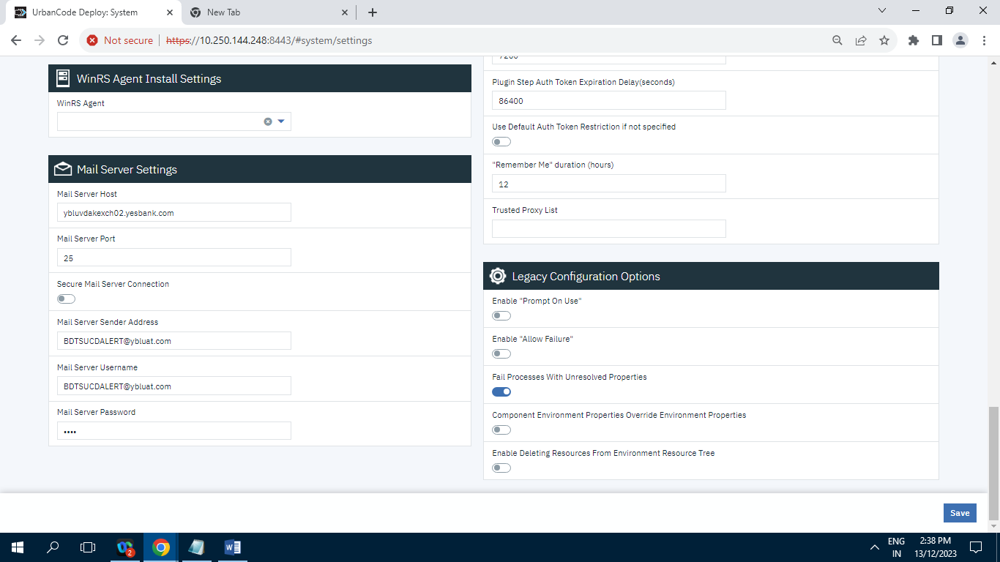 UrbanCode Deploy: System
New Tab
Not secure
https://10.250.144.248:8443/#system/settings
WinRS Agent Install Settings
WinRS Agent
Mail Server Settings
Mail Server Host
ybluvdakexch02.yesbank.com
Mail Server Port
25
Secure Mail Server Connection
Mail Server Sender Address
BDTSUCDALERT@ybluat.com
Mail Server Username
BDTSUCDALERT@ybluat.com
Mail Server Password
••••
7200
Plugin Step Auth Token Expiration Delay(seconds)
86400
Use Default Auth Token Restriction if not specified
"Remember Me" duration (hours)
12
Trusted Proxy List
Legacy Configuration Options
Enable "Prompt On Use"
Enable "Allow Failure"
Fail Processes With Unresolved Properties
Component Environment Properties Override Environment Properties
Enable Deleting Resources From Environment Resource Tree
Save
2
ENG
IN
2:38 PM
13/12/2023